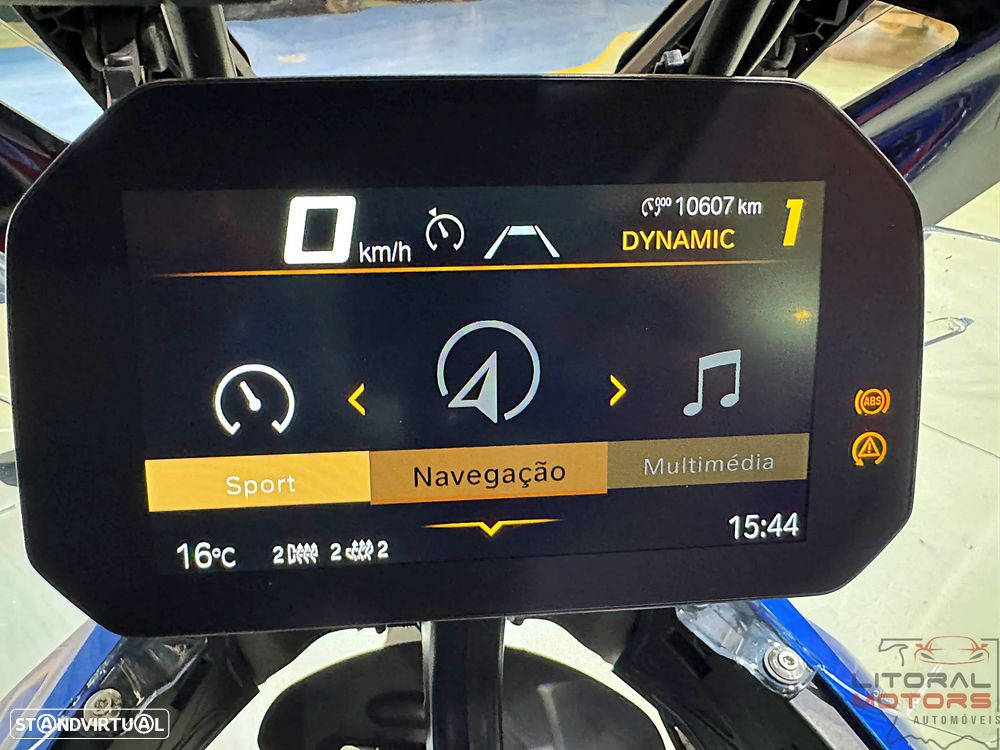 0 km/h
000 10607 km
DYNAMIC
1
ABS
Sport
Navegação
Multimédia
16°C
2 2 2
15:44
LITORAL
MOTORS
AUTOMÓVEIS
STANDVIRTUAL